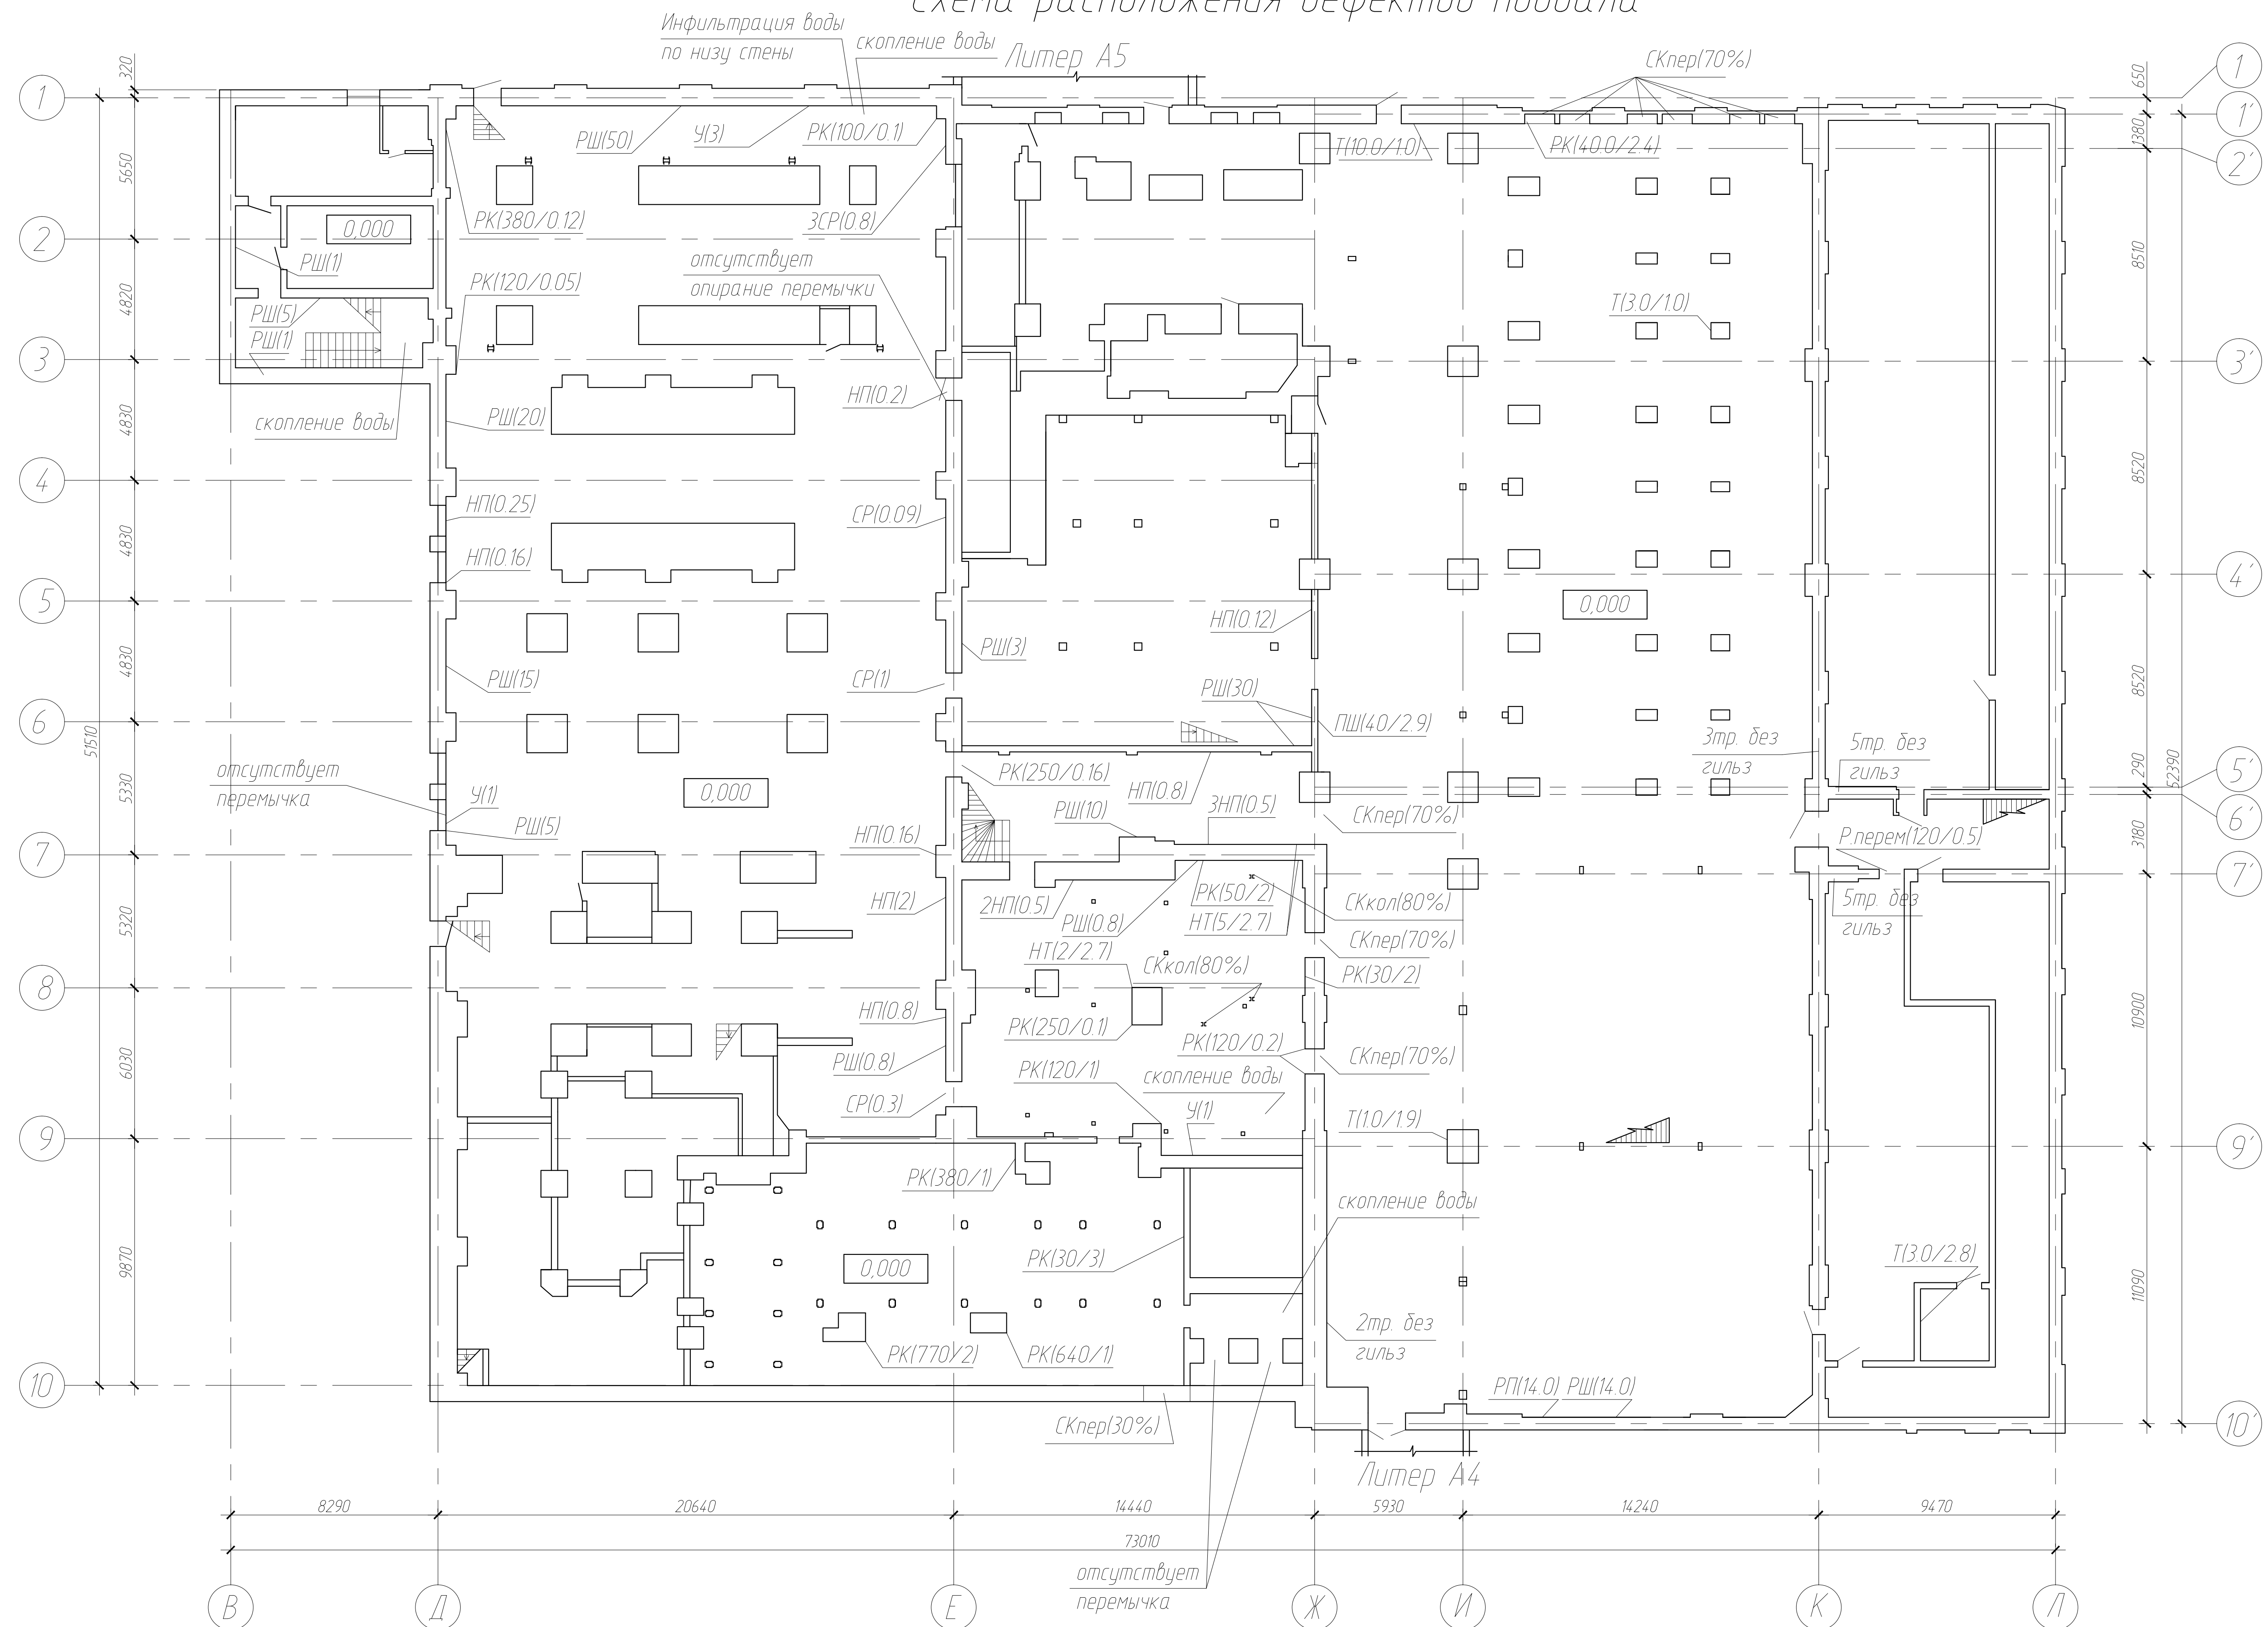 Схема расположения дефектов подвала
Инфильтрация воды
по низу стены
скопление воды
Литер А5
СКпер(70%)
РШ(50)
У(3)
РК(100/0.1)
Т(10.0/1.0)
РК(40.0/2.4)
РК(380/0.12)
ЗСР(0.8)
0,000
РШ(1)
отсутствует
опирание перемычки
РК(120/0.05)
РШ(5)
РШ(1)
Т(3.0/1.0)
НП(0.2)
скопление воды
РШ(20)
НП(0.25)
СР(0.09)
НП(0.16)
0,000
НП(0.12)
РШ(3)
РШ(15)
СР(1)
РШ(30)
ПШ(40/2.9)
3тр. без
гильз
5тр. без
гильз
отсутствует
перемычка
У(1)
РШ(5)
0,000
РК(250/0.16)
НП(0.8)
РШ(10)
3НП(0.5)
СКпер(70%)
НП(0.16)
Р.перем(120/0.5)
НП(2)
2НП(0.5)
РК(50/2)
РШ(0.8)
НТ(5/2.7)
СКкол(80%)
5тр. без
гильз
СКпер(70%)
НТ(2/2.7)
СКкол(80%)
РК(30/2)
НП(0.8)
РК(250/0.1)
РШ(0.8)
РК(120/0.2)
СКпер(70%)
РК(120/1)
скопление воды
СР(0.3)
У(1)
Т(1.0/1.9)
РК(380/1)
скопление воды
РК(30/3)
0,000
Т(3.0/2.8)
2тр. без
гильз
РК(770/2)
РК(640/1)
РП(14.0)
РШ(14.0)
СКпер(30%)
Литер А4
отсутствует
перемычка
320
5650
4820
4830
4830
4830
5330
5320
6030
9870
51510
650
1380
8510
8520
8520
290
3180
10900
11090
52390
8290
20640
14440
5930
14240
9470
73010
1
2
3
4
5
6
7
8
9
10
1
1'
2'
3'
4'
5'
6'
7'
9'
10'
В
Д
Е
Ж
И
К
Л